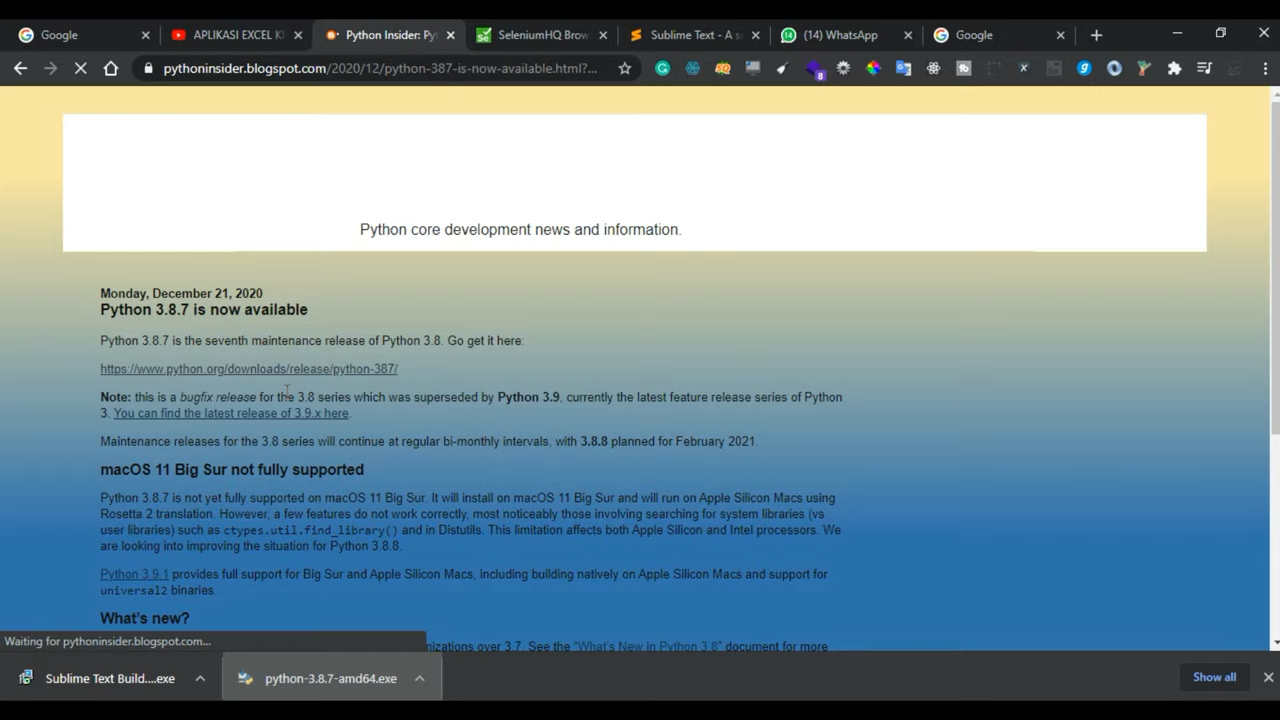 Google
APLIKASI EXCEL K
Python Insider: Py
SeleniumHQ Brow
Sublime Text - A s
(14) WhatsApp
Google
pythoninsider.blogspot.com/2020/12/python-387-is-now-available.html?...
8
Python core development news and information.
Monday, December 21, 2020
Python 3.8.7 is now available
Python 3.8.7 is the seventh maintenance release of Python 3.8. Go get it here:
https://www.python.org/downloads/release/python-387/
Note: this is a bugfix release for the 3.8 series which was superseded by Python 3.9, currently the latest feature release series of Python
3. You can find the latest release of 3.9.x here.
Maintenance releases for the 3.8 series will continue at regular bi-monthly intervals, with 3.8.8 planned for February 2021.
macOS 11 Big Sur not fully supported
Python 3.8.7 is not yet fully supported on macOS 11 Big Sur. It will install on macOS 11 Big Sur and will run on Apple Silicon Macs using
Rosetta 2 translation. However, a few features do not work correctly, most noticeably those involving searching for system libraries (vs
user libraries) such as ctypes.util.find_library() and in Distutils. This limitation affects both Apple Silicon and Intel processors. We
are looking into improving the situation for Python 3.8.8.
Python 3.9.1 provides full support for Big Sur and Apple Silicon Macs, including building natively on Apple Silicon Macs and support for
universal2 binaries.
What's new?
mizations over 3.7. See the "What's New in Python 3.8" document for more
Waiting for pythoninsider.blogspot.com...
Sublime Text Build....exe
python-3.8.7-amd64.exe
Show all